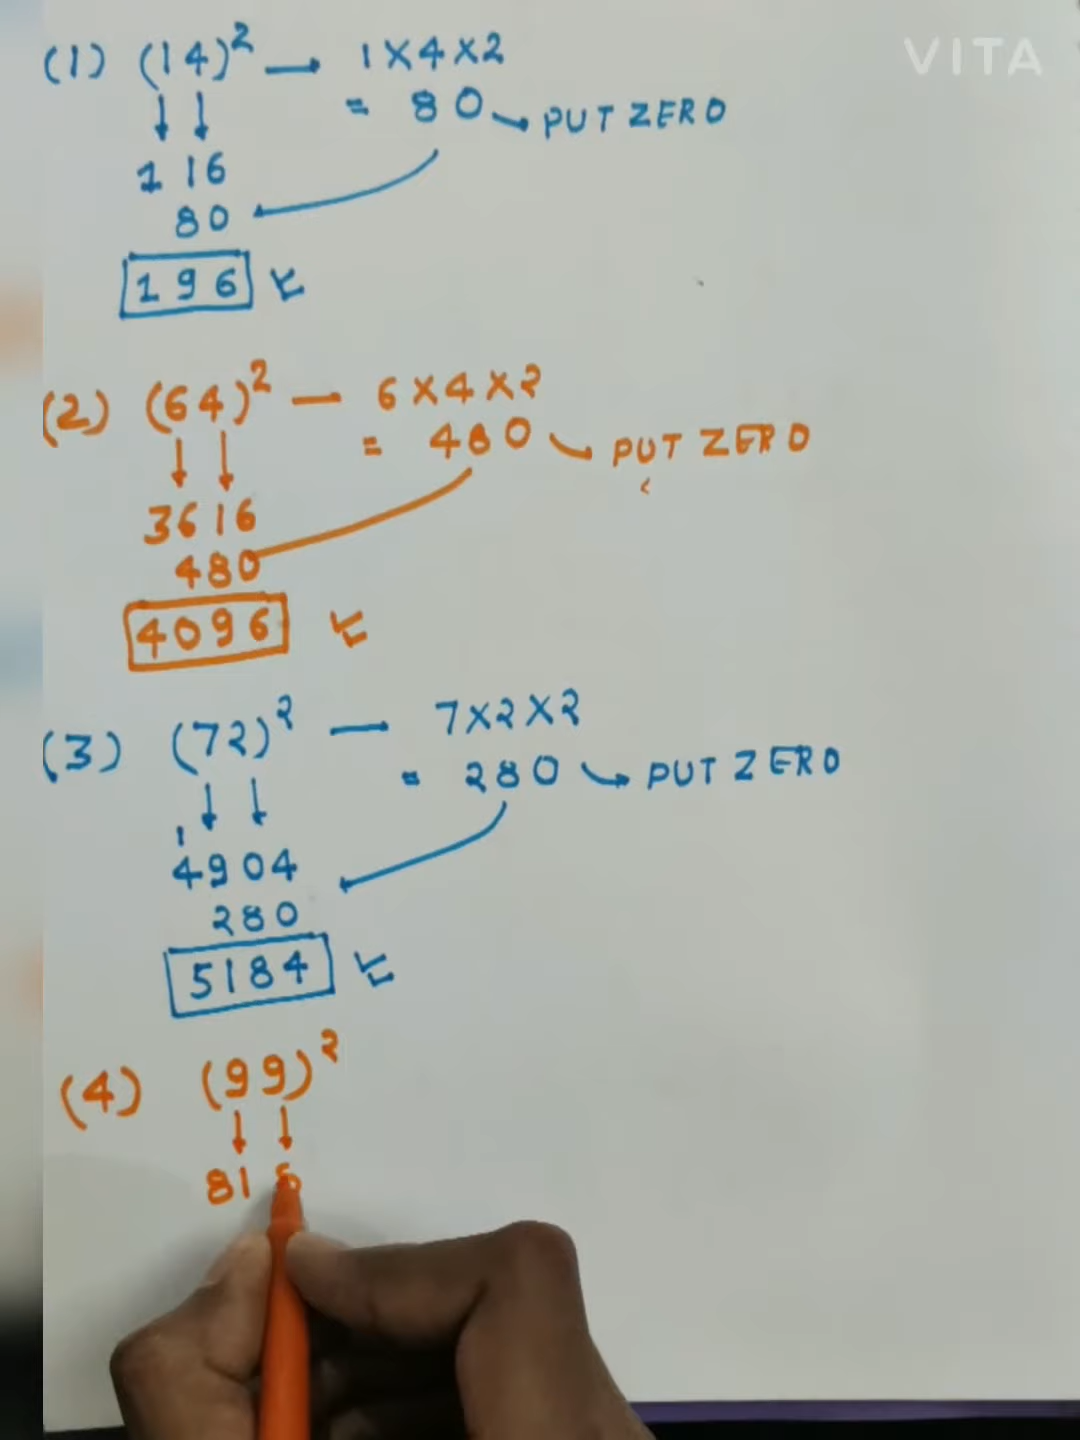 VITA
(1) (14)² — 1×4×2
= 80 → PUT ZERO
1 16
80
196
(2) (64)² — 6×4×2
= 480 → PUT ZERO
3616
480
4096
(3) (72)² — 7×2×2
= 280 → PUT ZERO
1
4904
280
5184
(4) (99)²
81